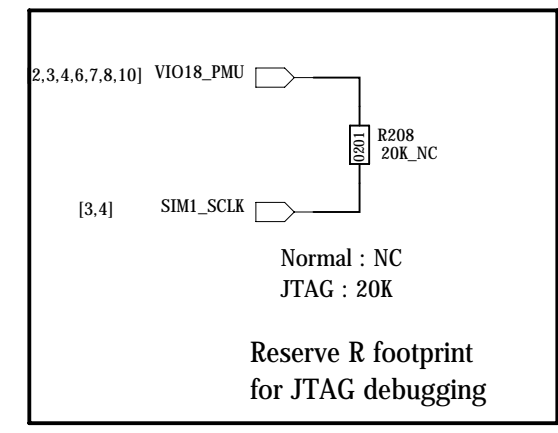 2,3,4,6,7,8,10] VIO18_PMU
0201
R208
20K_NC
[3,4] SIM1_SCLK
Normal : NC
JTAG : 20K
Reserve R footprint
for JTAG debugging